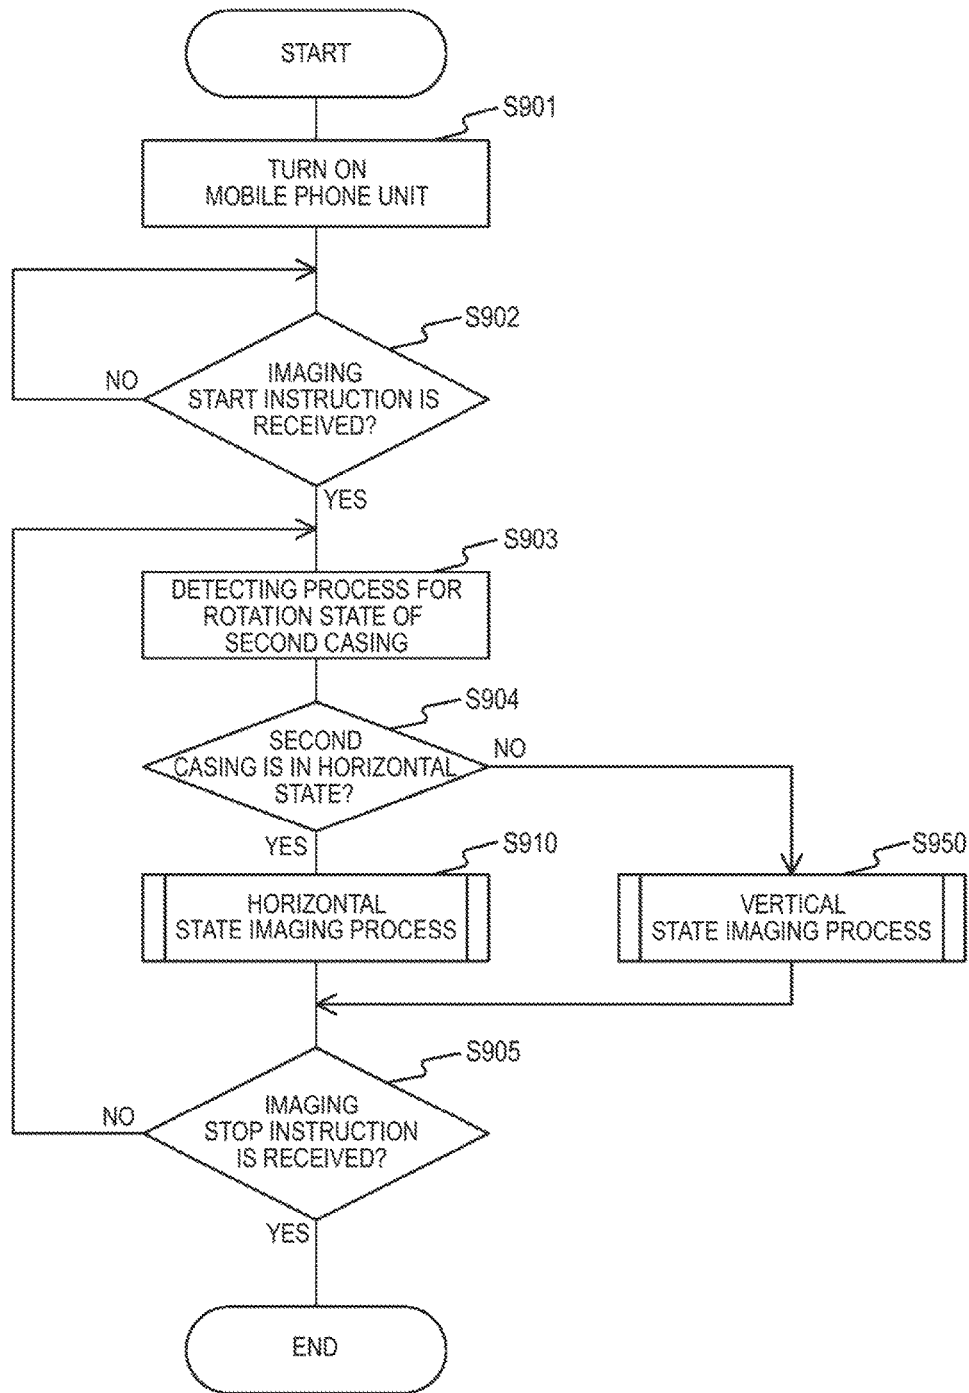 START
S901
TURN ON
MOBILE PHONE UNIT
S902
IMAGING
START INSTRUCTION IS
RECEIVED?
NO
YES
S903
DETECTING PROCESS FOR
ROTATION STATE OF
SECOND CASING
S904
SECOND
CASING IS IN HORIZONTAL
STATE?
NO
YES
S910
HORIZONTAL
STATE IMAGING PROCESS
S950
VERTICAL
STATE IMAGING PROCESS
S905
IMAGING
STOP INSTRUCTION
IS RECEIVED?
NO
YES
END